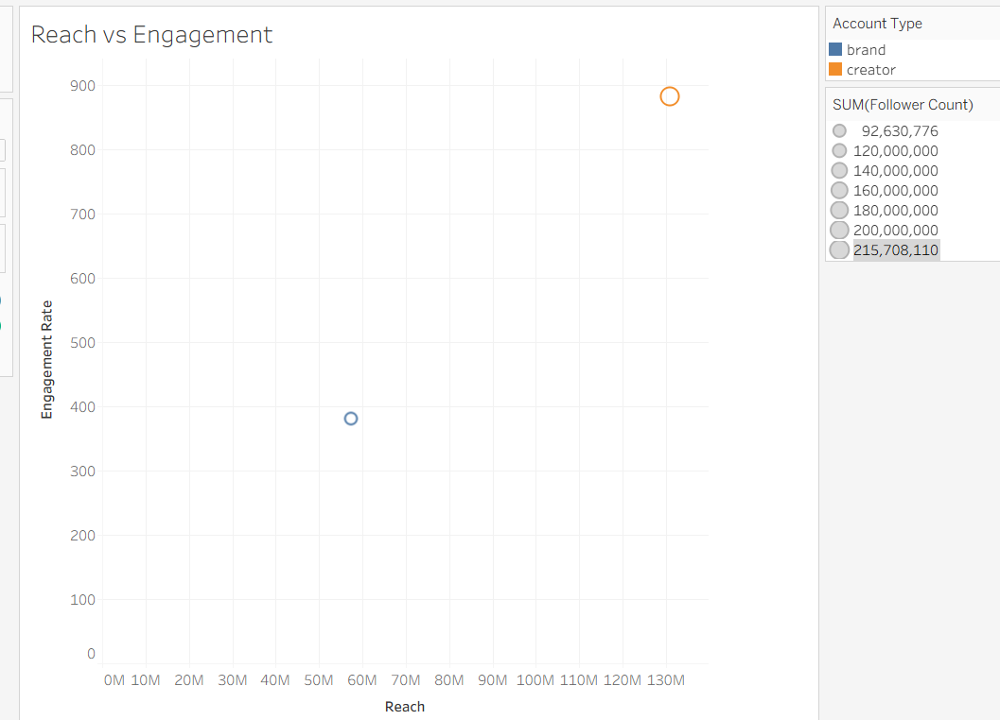 Reach vs Engagement
900
800
700
600
500
400
300
200
100
0
Engagement Rate
0M 10M 20M 30M 40M 50M 60M 70M 80M 90M 100M 110M 120M 130M
Reach
Account Type
brand
creator
SUM(Follower Count)
92,630,776
120,000,000
140,000,000
160,000,000
180,000,000
200,000,000
215,708,110